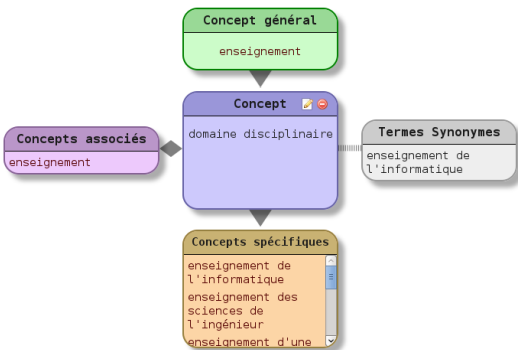 Concept général
enseignement
Concept
domaine disciplinaire
Concepts associés
enseignement
Termes Synonymes
enseignement de
l'informatique
Concepts spécifiques
enseignement de
l'informatique
enseignement des
sciences de
l'ingénieur
enseignement d'une